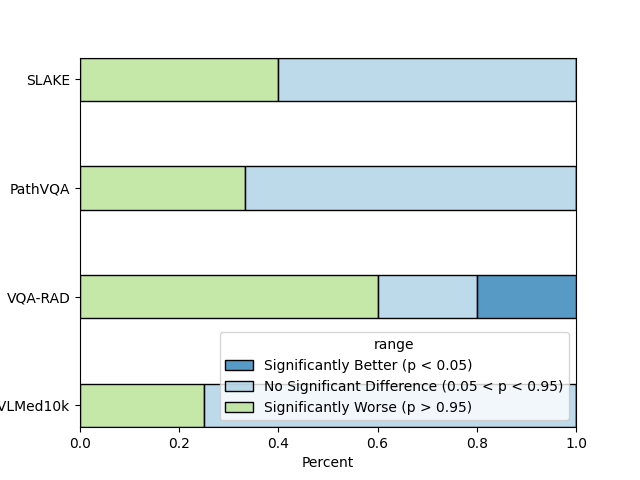 SLAKE
PathVQA
VQA-RAD
VLMed10k
range
Significantly Better (p < 0.05)
No Significant Difference (0.05 < p < 0.95)
Significantly Worse (p > 0.95)
0.0 0.2 0.4 0.6 0.8 1.0
Percent